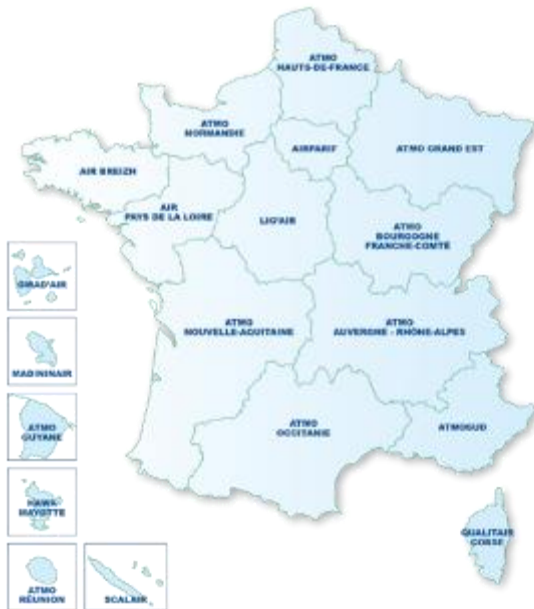 ATMO
HAUTS-DE-FRANCE
ATMO
NORMANDIE
AIRPARIF
ATMO GRAND EST
AIR BREIZH
AIR
PAYS DE LA LOIRE
LIG'AIR
ATMO
BOURGOGNE
FRANCHE-COMTÉ
GWAD'AIR
ATMO
NOUVELLE-AQUITAINE
ATMO
AUVERGNE - RHÔNE-ALPES
MADININAIR
ATMO
GUYANE
ATMO
OCCITANIE
ATMOSUD
HAWA
MAYOTTE
QUALITAIR
CORSE
ATMO
RÉUNION
SCALAIR